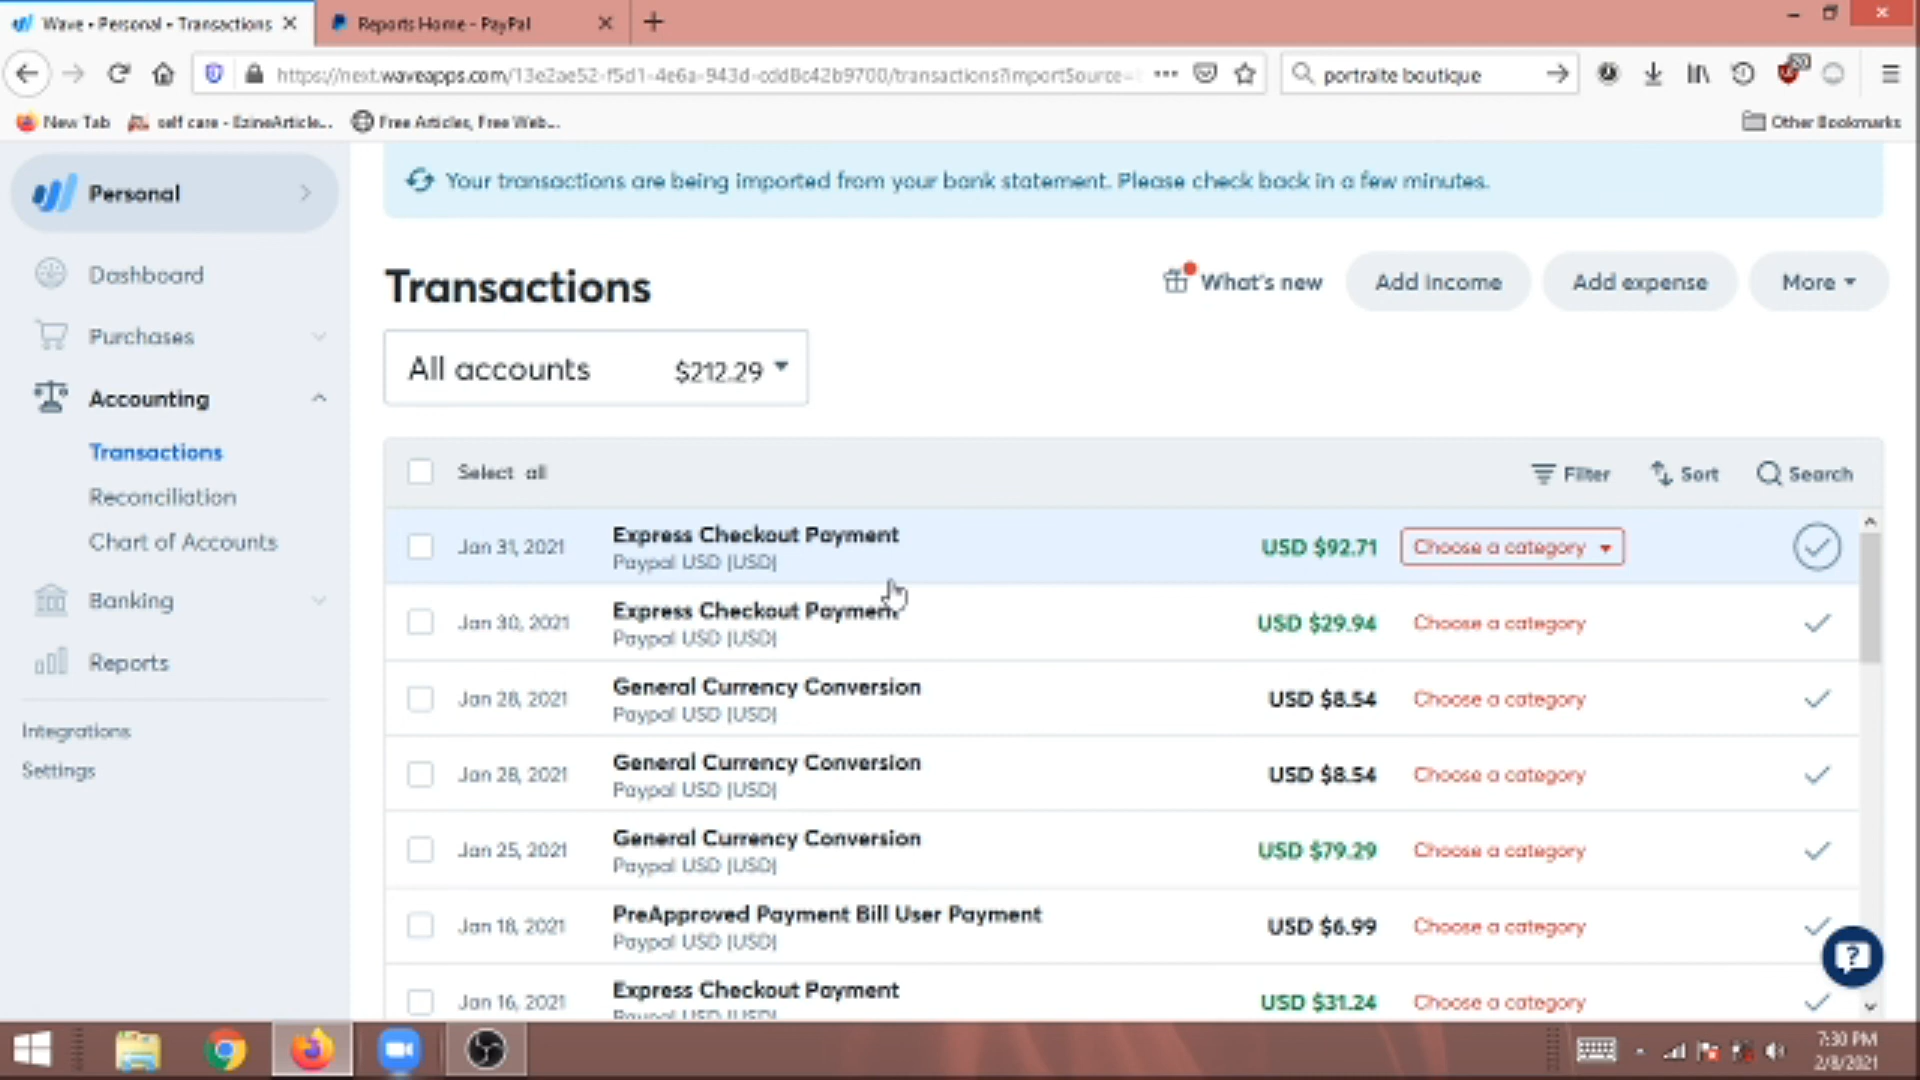 Wave • Personal • Transactions
Reports Home - PayPal
https://next.waveapps.com/13e2ae52-f5d1-4e6a-943d-cdd8c42b9700/transactions?importSource=
portraite boutique
20
New Tab
self care - EzineArticle...
Free Articles, Free Web...
Other Bookmarks
Personal
Your transactions are being imported from your bank statement. Please check back in a few minutes.
Dashboard
Purchases
Accounting
Transactions
Reconciliation
Chart of Accounts
Banking
Reports
Integrations
Settings
Transactions
What's new
Add income
Add expense
More
All accounts $212.29
Select all
Filter
Sort
Search
Jan 31, 2021 Express Checkout Payment USD $92.71 Choose a category
Paypal USD (USD)
Jan 30, 2021 Express Checkout Payment USD $29.94 Choose a category
Paypal USD (USD)
Jan 28, 2021 General Currency Conversion USD $8.54 Choose a category
Paypal USD (USD)
Jan 28, 2021 General Currency Conversion USD $8.54 Choose a category
Paypal USD (USD)
Jan 25, 2021 General Currency Conversion USD $79.29 Choose a category
Paypal USD (USD)
Jan 18, 2021 PreApproved Payment Bill User Payment USD $6.99 Choose a category
Paypal USD (USD)
Jan 16, 2021 Express Checkout Payment USD $31.24 Choose a category
Paypal USD (USD)
7:30 PM
2/8/2021